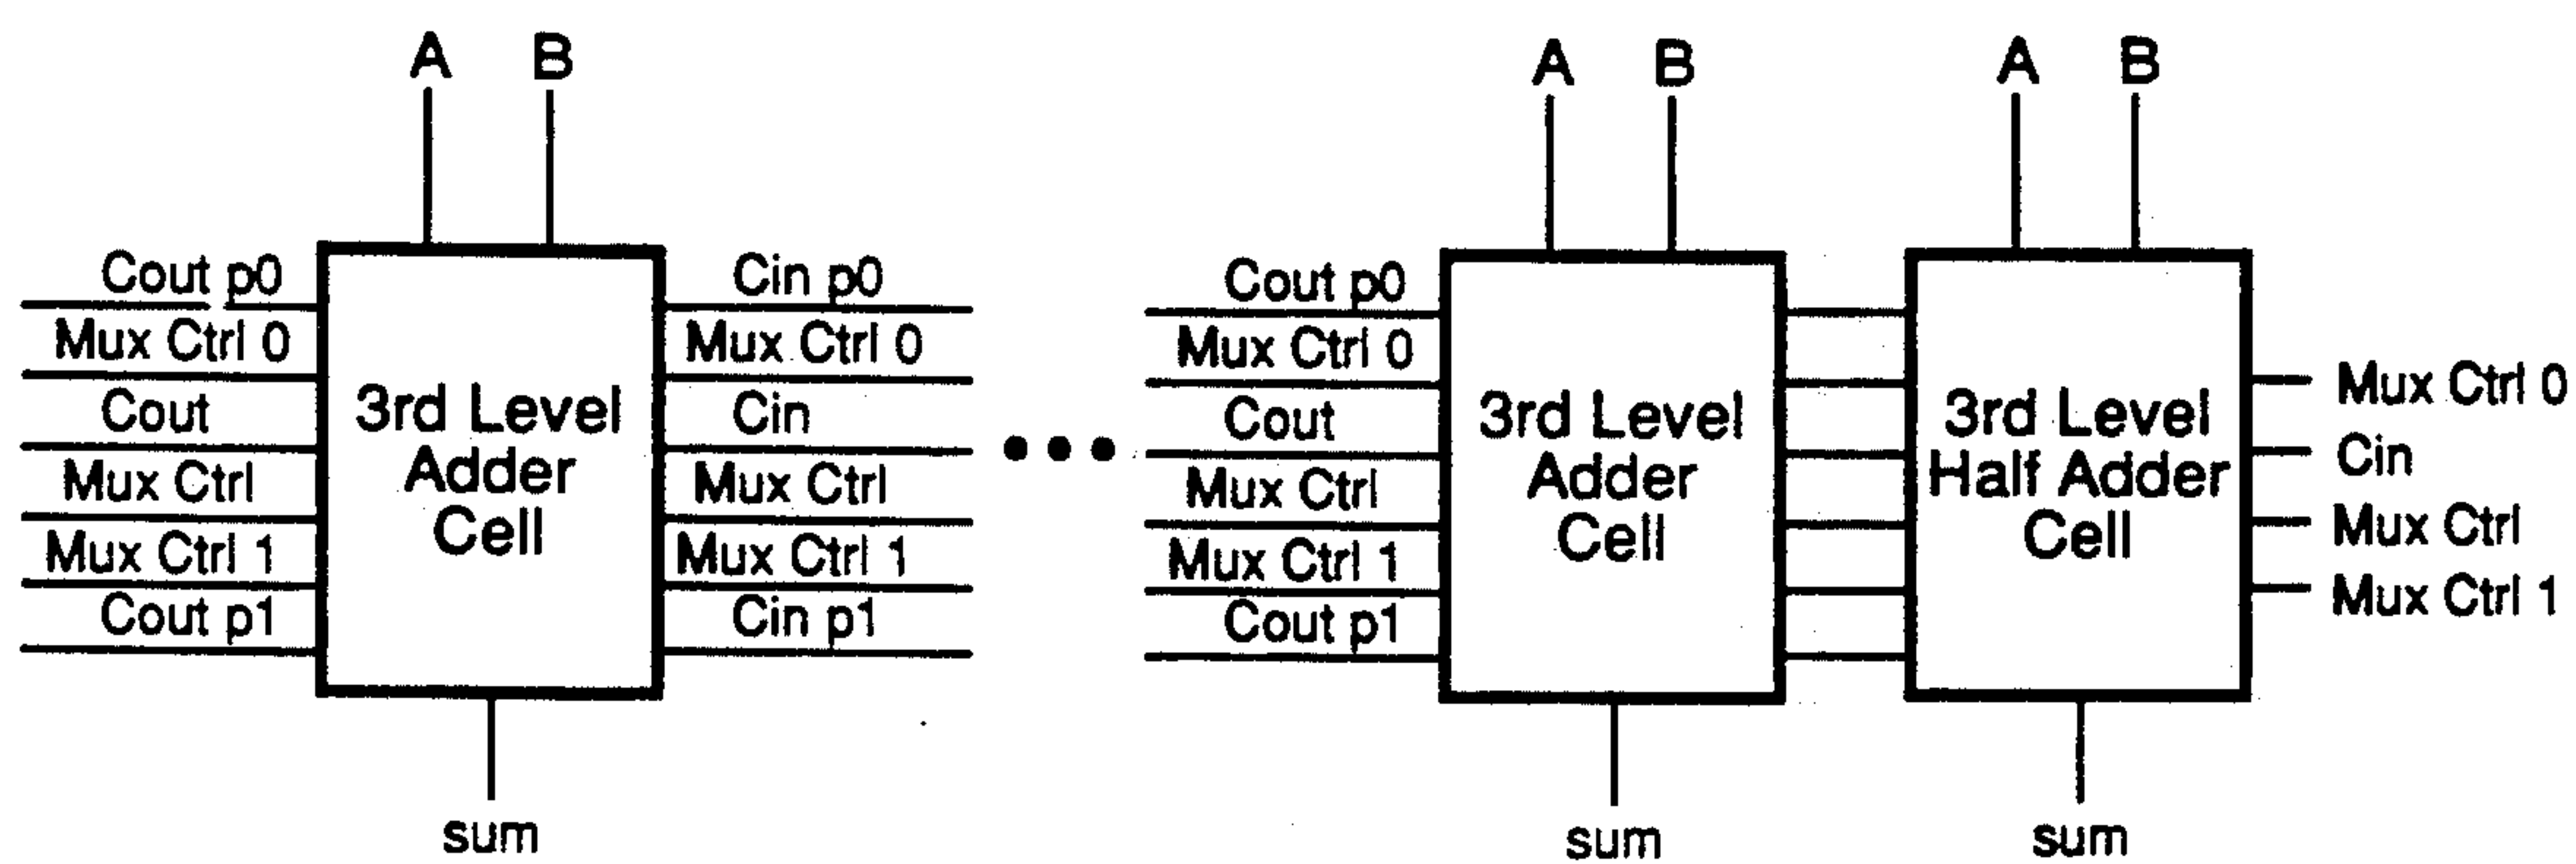 A B
A B
A B
Cout p0
Mux Ctrl 0
Cout
Mux Ctrl
Mux Ctrl 1
Cout p1
3rd Level
Adder
Cell
Cin p0
Mux Ctrl 0
Cin
Mux Ctrl
Mux Ctrl 1
Cin p1
Cout p0
Mux Ctrl 0
Cout
Mux Ctrl
Mux Ctrl 1
Cout p1
3rd Level
Adder
Cell
3rd Level
Half Adder
Cell
Mux Ctrl 0
Cin
Mux Ctrl
Mux Ctrl 1
sum
sum
sum